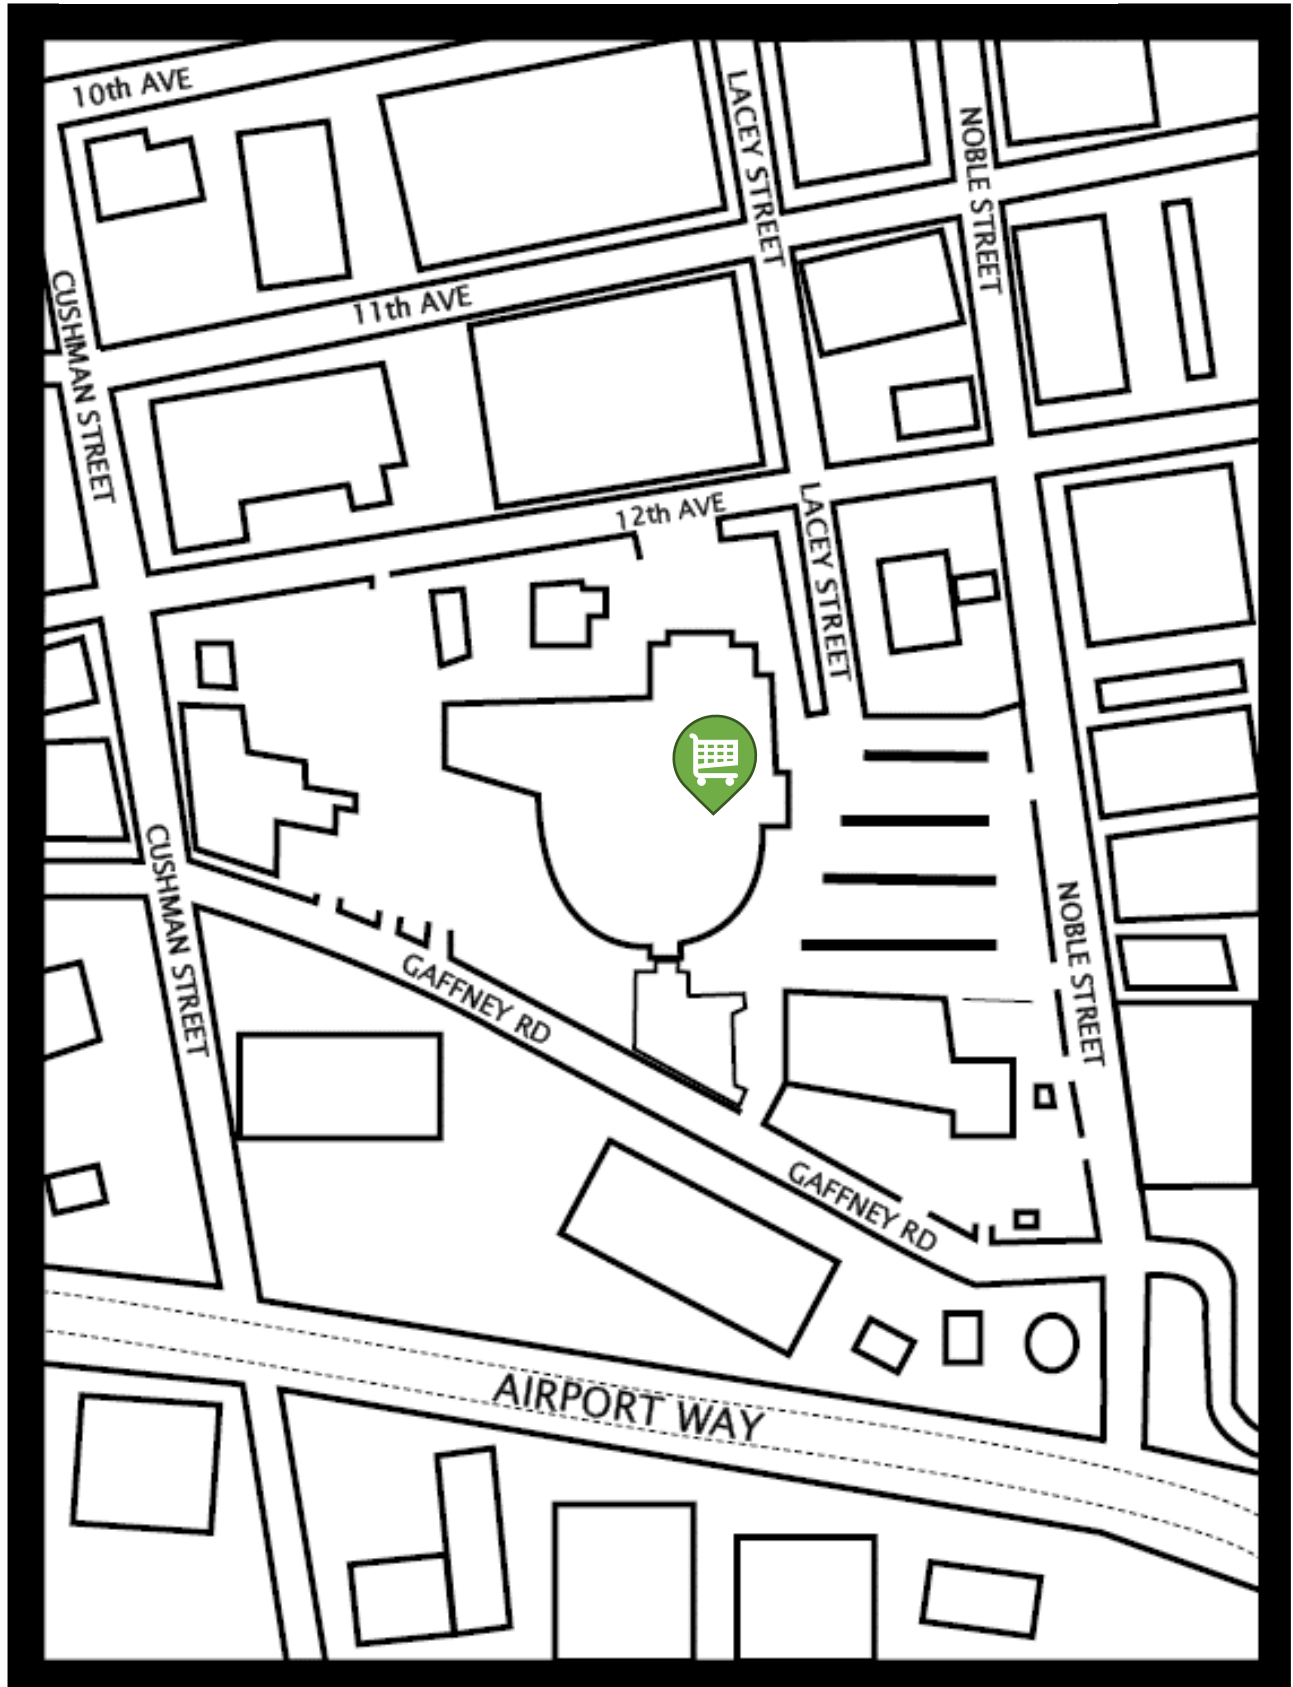 10th AVE
LACEY STREET
NOBLE STREET
CUSHMAN STREET
11th AVE
12th AVE
LACEY STREET
CUSHMAN STREET
NOBLE STREET
GAFFNEY RD
GAFFNEY RD
AIRPORT WAY